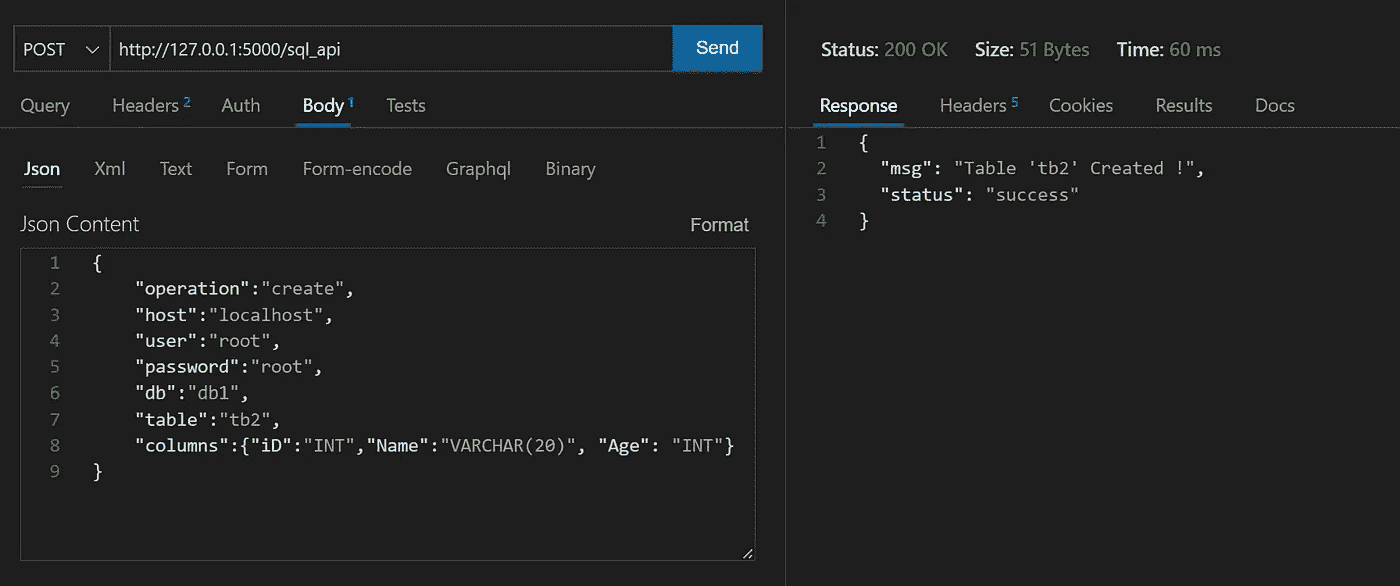 POST http://127.0.0.1:5000/sql_api Send
Query Headers 2 Auth Body 1 Tests
Json Xml Text Form Form-encode Graphql Binary
Json Content Format
1 {
2 "operation":"create",
3 "host":"localhost",
4 "user":"root",
5 "password":"root",
6 "db":"db1",
7 "table":"tb2",
8 "columns":{"iD":"INT","Name":"VARCHAR(20)", "Age": "INT"}
9 }
Status: 200 OK Size: 51 Bytes Time: 60 ms
Response Headers 5 Cookies Results Docs
1 {
2 "msg": "Table 'tb2' Created !",
3 "status": "success"
4 }